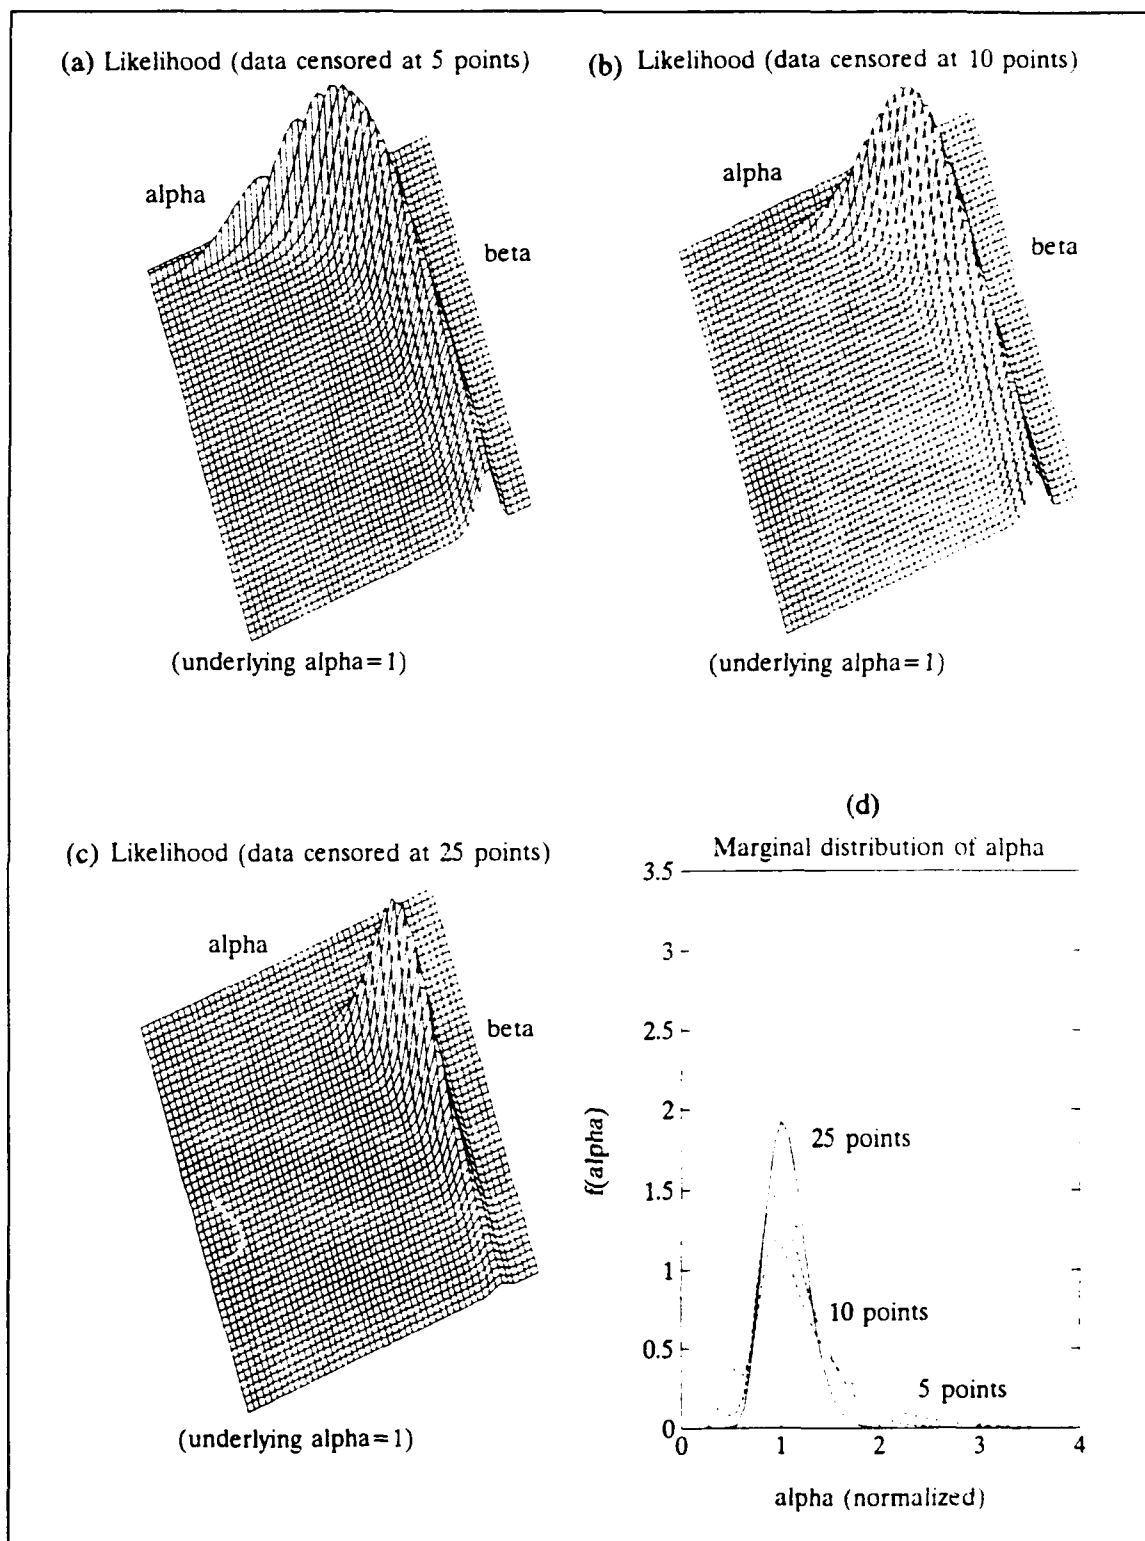 (a) Likelihood (data censored at 5 points)
(b) Likelihood (data censored at 10 points)
alpha
beta
alpha
beta
(underlying alpha=1)
(underlying alpha=1)
(c) Likelihood (data censored at 25 points)
alpha
beta
(underlying alpha=1)
(d)
Marginal distribution of alpha
3.5
3
2.5
2
1.5
1
0.5
0
f(alpha)
25 points
10 points
5 points
0 1 2 3 4
alpha (normalized)